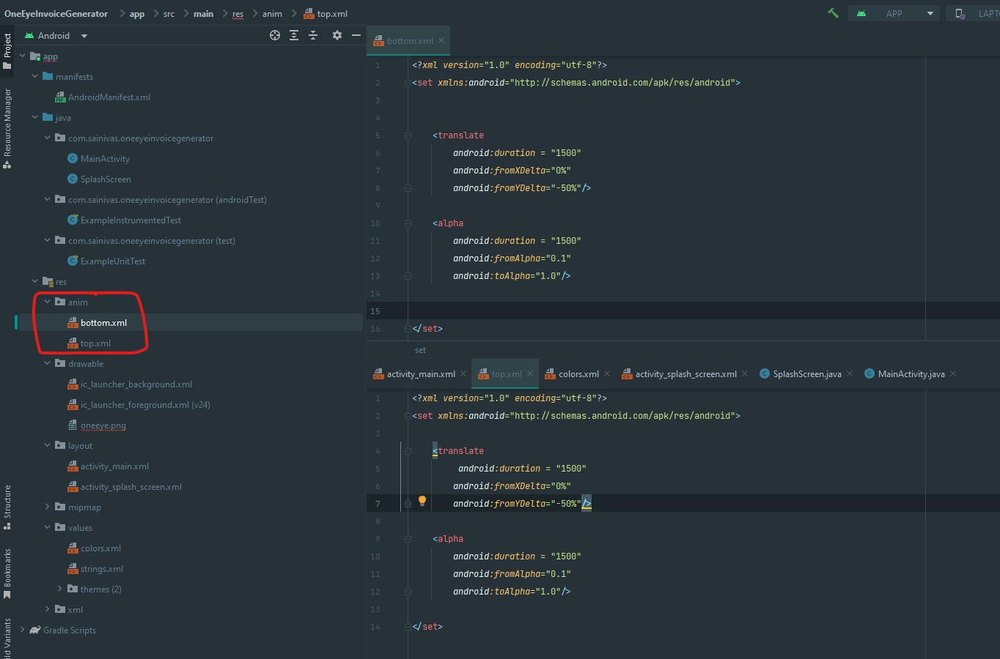 OneEyeInvoiceGenerator app src main res anim top.xml APP LAPT
Project
Resource Manager
Structure
Bookmarks
ild Variants
Android
app
manifests
AndroidManifest.xml
java
com.sainivas.oneeyeinvoicegenerator
MainActivity
SplashScreen
com.sainivas.oneeyeinvoicegenerator (androidTest)
ExampleInstrumentedTest
com.sainivas.oneeyeinvoicegenerator (test)
ExampleUnitTest
res
anim
bottom.xml
top.xml
drawable
ic_launcher_background.xml
ic_launcher_foreground.xml (v24)
oneeye.png
layout
activity_main.xml
activity_splash_screen.xml
mipmap
values
colors.xml
strings.xml
themes (2)
xml
Gradle Scripts
bottom.xml
1 <?xml version="1.0" encoding="utf-8"?>
2 <set xmlns:android="http://schemas.android.com/apk/res/android">
3
4
5 <translate
6 android:duration = "1500"
7 android:fromXDelta="0%"
8 android:fromYDelta="-50%"/>
9
10 <alpha
11 android:duration = "1500"
12 android:fromAlpha="0.1"
13 android:toAlpha="1.0"/>
14
15
16 </set>
set
activity_main.xml top.xml colors.xml activity_splash_screen.xml SplashScreen.java MainActivity.java
1 <?xml version="1.0" encoding="utf-8"?>
2 <set xmlns:android="http://schemas.android.com/apk/res/android">
3
4 <translate
5 android:duration = "1500"
6 android:fromXDelta="0%"
7 android:fromYDelta="-50%"/>
8
9 <alpha
10 android:duration = "1500"
11 android:fromAlpha="0.1"
12 android:toAlpha="1.0"/>
13
14 </set>